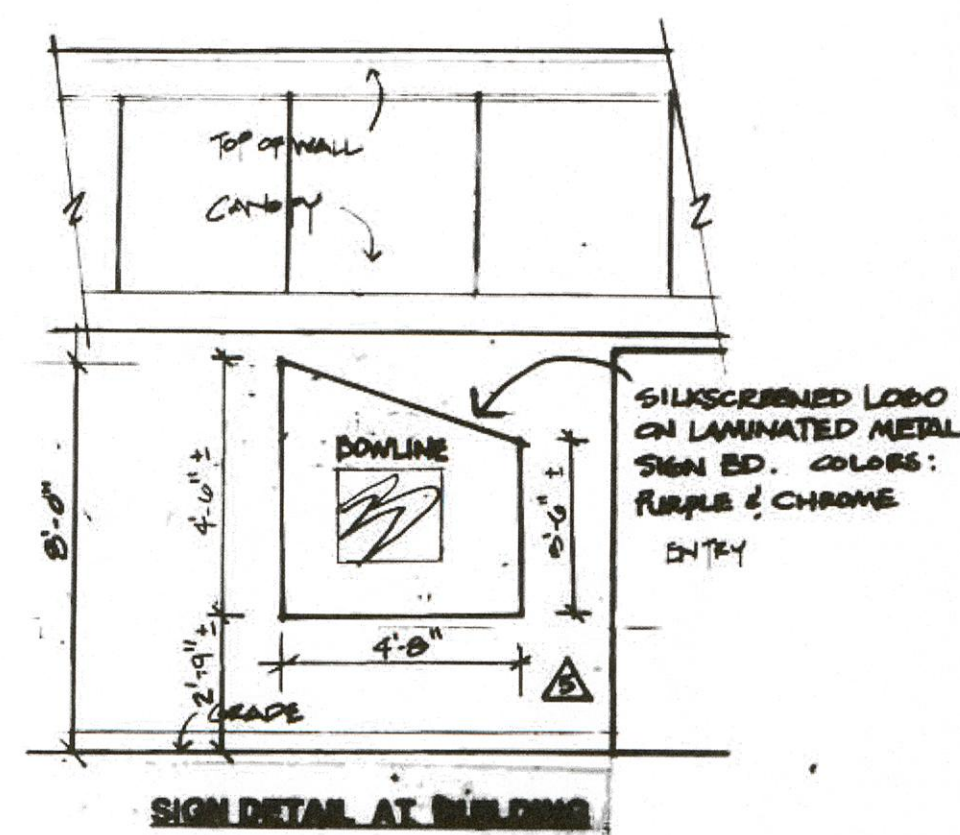 TOP OF WALL
CANOPY
SILKSCREENED LOGO
ON LAMINATED METAL
SIGN BD. COLORS:
PURPLE & CHROME
ENTRY
BOWLINE
8'-0"
4'-6" ±
3'-6" ±
4'-8"
2'-9" ±
5
GRADE
SIGN DETAIL AT BUILDING